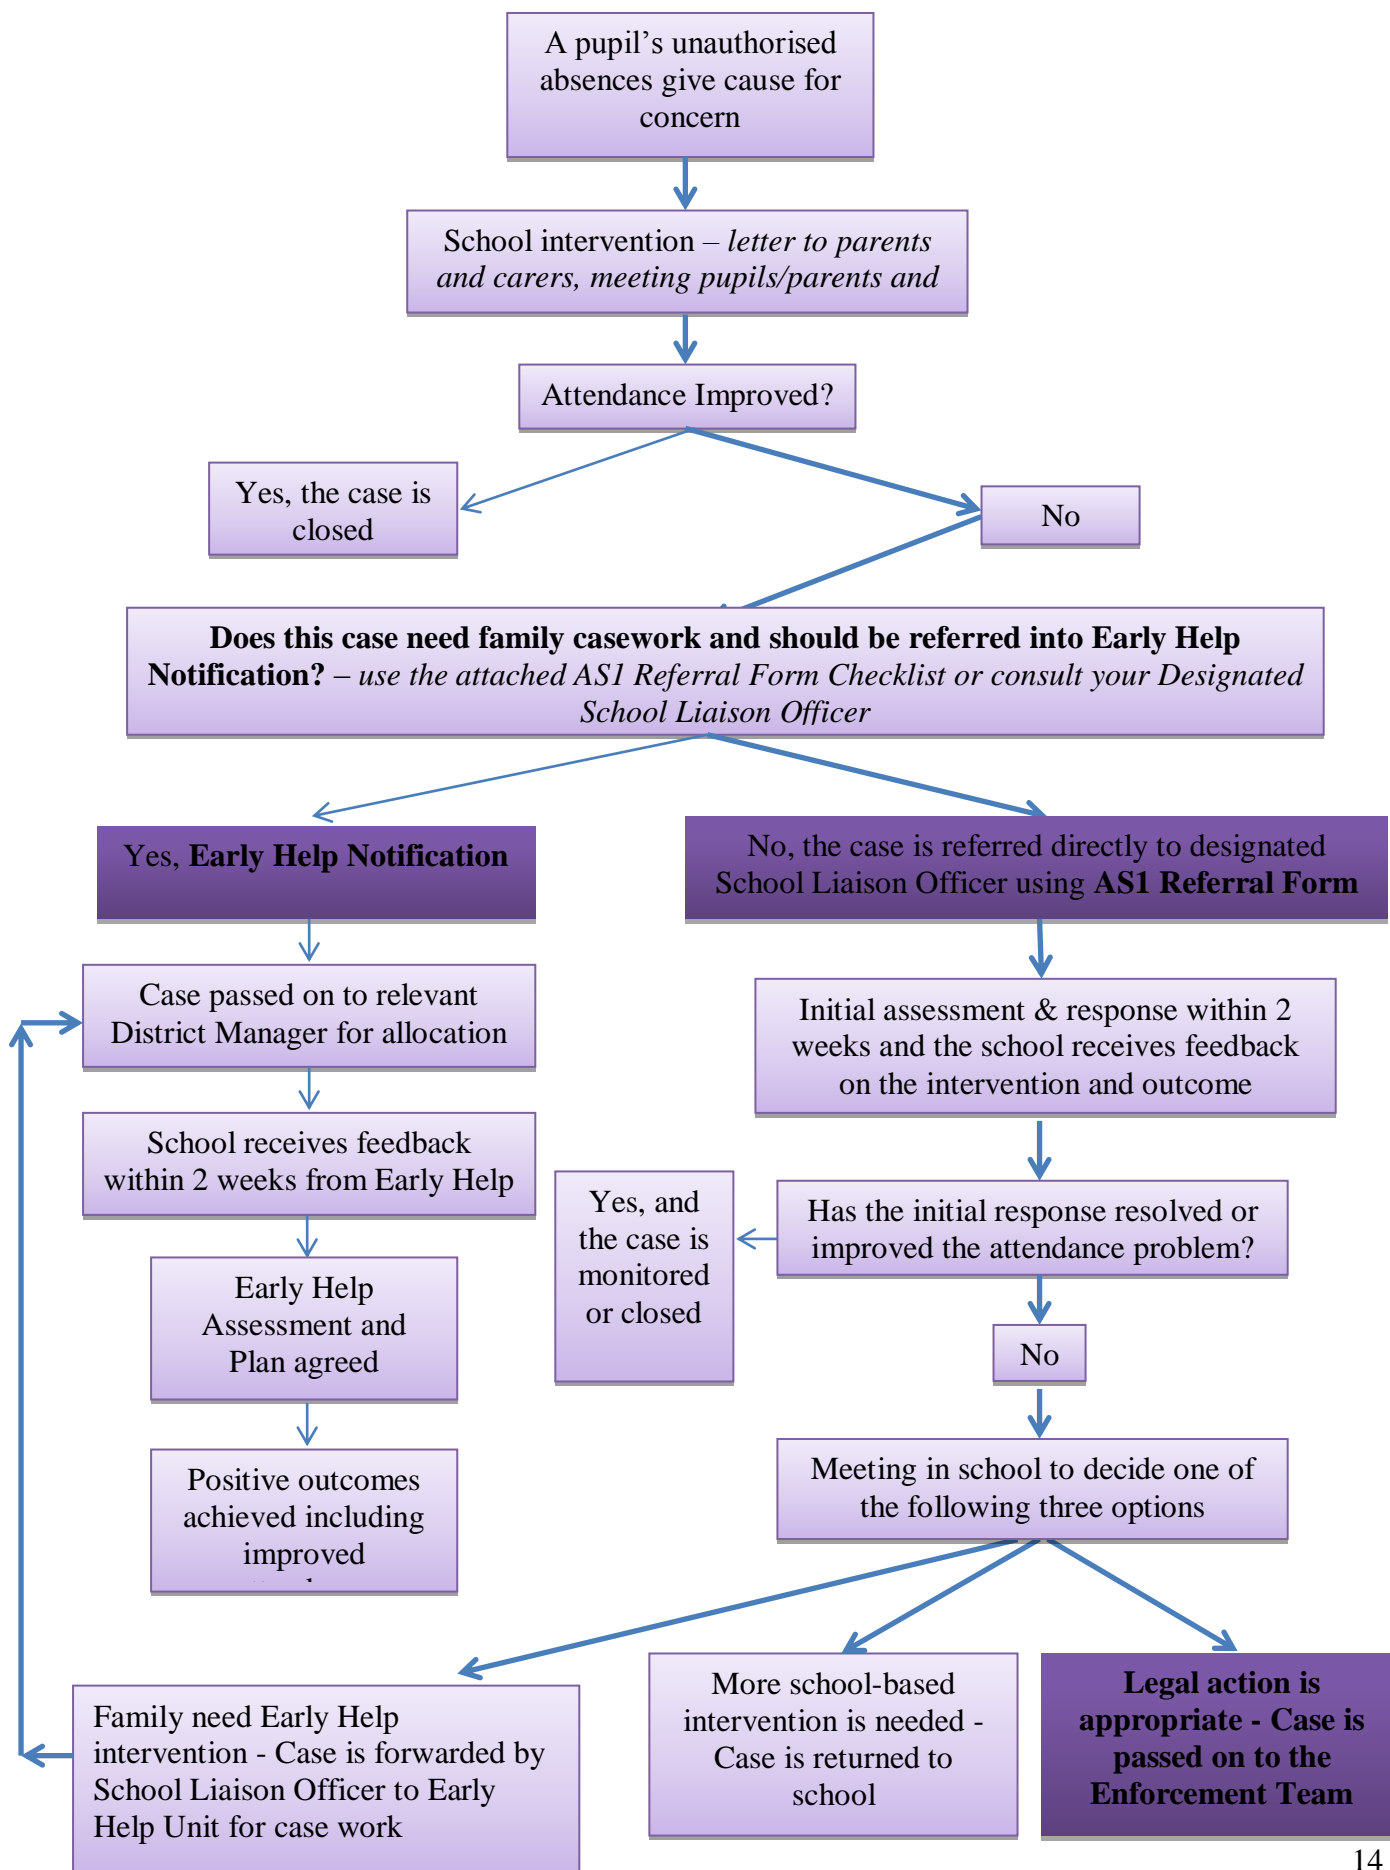 A pupil’s unauthorised
absences give cause for
concern
School intervention – letter to parents
and carers, meeting pupils/parents and
Attendance Improved?
Yes, the case is
closed
No
Does this case need family casework and should be referred into Early Help
Notification? – use the attached AS1 Referral Form Checklist or consult your Designated
School Liaison Officer
Yes, Early Help Notification
No, the case is referred directly to designated
School Liaison Officer using AS1 Referral Form
Case passed on to relevant
District Manager for allocation
Initial assessment & response within 2
weeks and the school receives feedback
on the intervention and outcome
School receives feedback
within 2 weeks from Early Help
Yes, and
the case is
monitored
or closed
Has the initial response resolved or
improved the attendance problem?
Early Help
Assessment and
Plan agreed
No
Positive outcomes
achieved including
improved
Meeting in school to decide one of
the following three options
Family need Early Help
intervention - Case is forwarded by
School Liaison Officer to Early
Help Unit for case work
More school-based
intervention is needed -
Case is returned to
school
Legal action is
appropriate - Case is
passed on to the
Enforcement Team
14